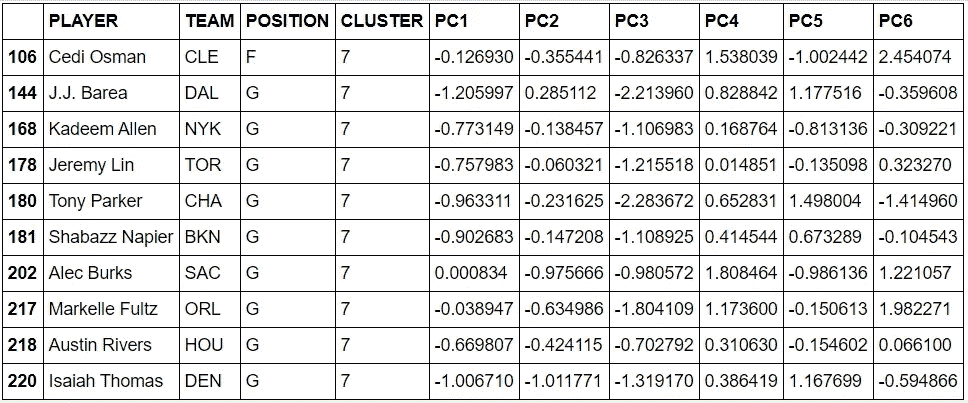 PLAYER TEAM POSITION CLUSTER PC1 PC2 PC3 PC4 PC5 PC6
106 Cedi Osman CLE F 7 -0.126930 -0.355441 -0.826337 1.538039 -1.002442 2.454074
144 J.J. Barea DAL G 7 -1.205997 0.285112 -2.213960 0.828842 1.177516 -0.359608
168 Kadeem Allen NYK G 7 -0.773149 -0.138457 -1.106983 0.168764 -0.813136 -0.309221
178 Jeremy Lin TOR G 7 -0.757983 -0.060321 -1.215518 0.014851 -0.135098 0.323270
180 Tony Parker CHA G 7 -0.963311 -0.231625 -2.283672 0.652831 1.498004 -1.414960
181 Shabazz Napier BKN G 7 -0.902683 -0.147208 -1.108925 0.414544 0.673289 -0.104543
202 Alec Burks SAC G 7 0.000834 -0.975666 -0.980572 1.808464 -0.986136 1.221057
217 Markelle Fultz ORL G 7 -0.038947 -0.634986 -1.804109 1.173600 -0.150613 1.982271
218 Austin Rivers HOU G 7 -0.669807 -0.424115 -0.702792 0.310630 -0.154602 0.066100
220 Isaiah Thomas DEN G 7 -1.006710 -1.011771 -1.319170 0.386419 1.167699 -0.594866